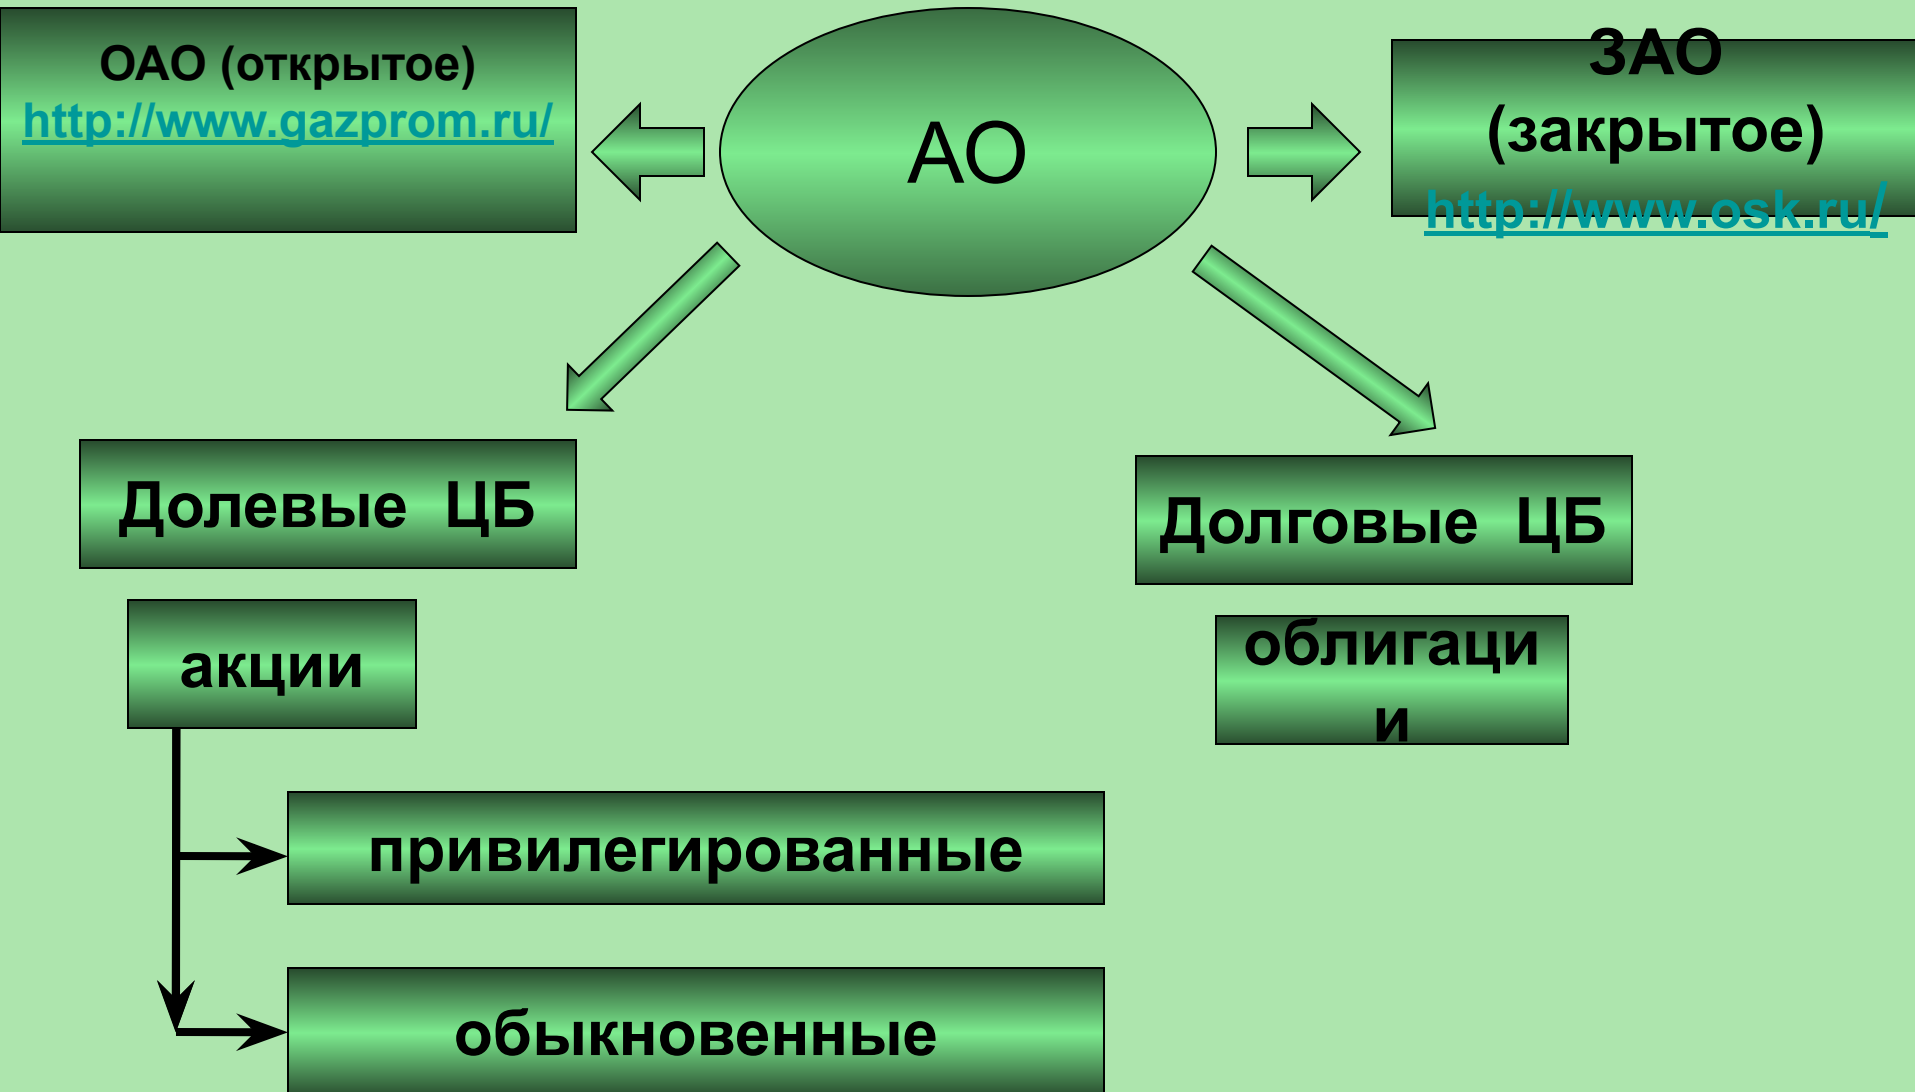 ОАО (открытое)
http://www.gazprom.ru/
АО
ЗАО
(закрытое)
http://www.osk.ru/
Долевые ЦБ
Долговые ЦБ
акции
облигаци
и
привилегированные
обыкновенные